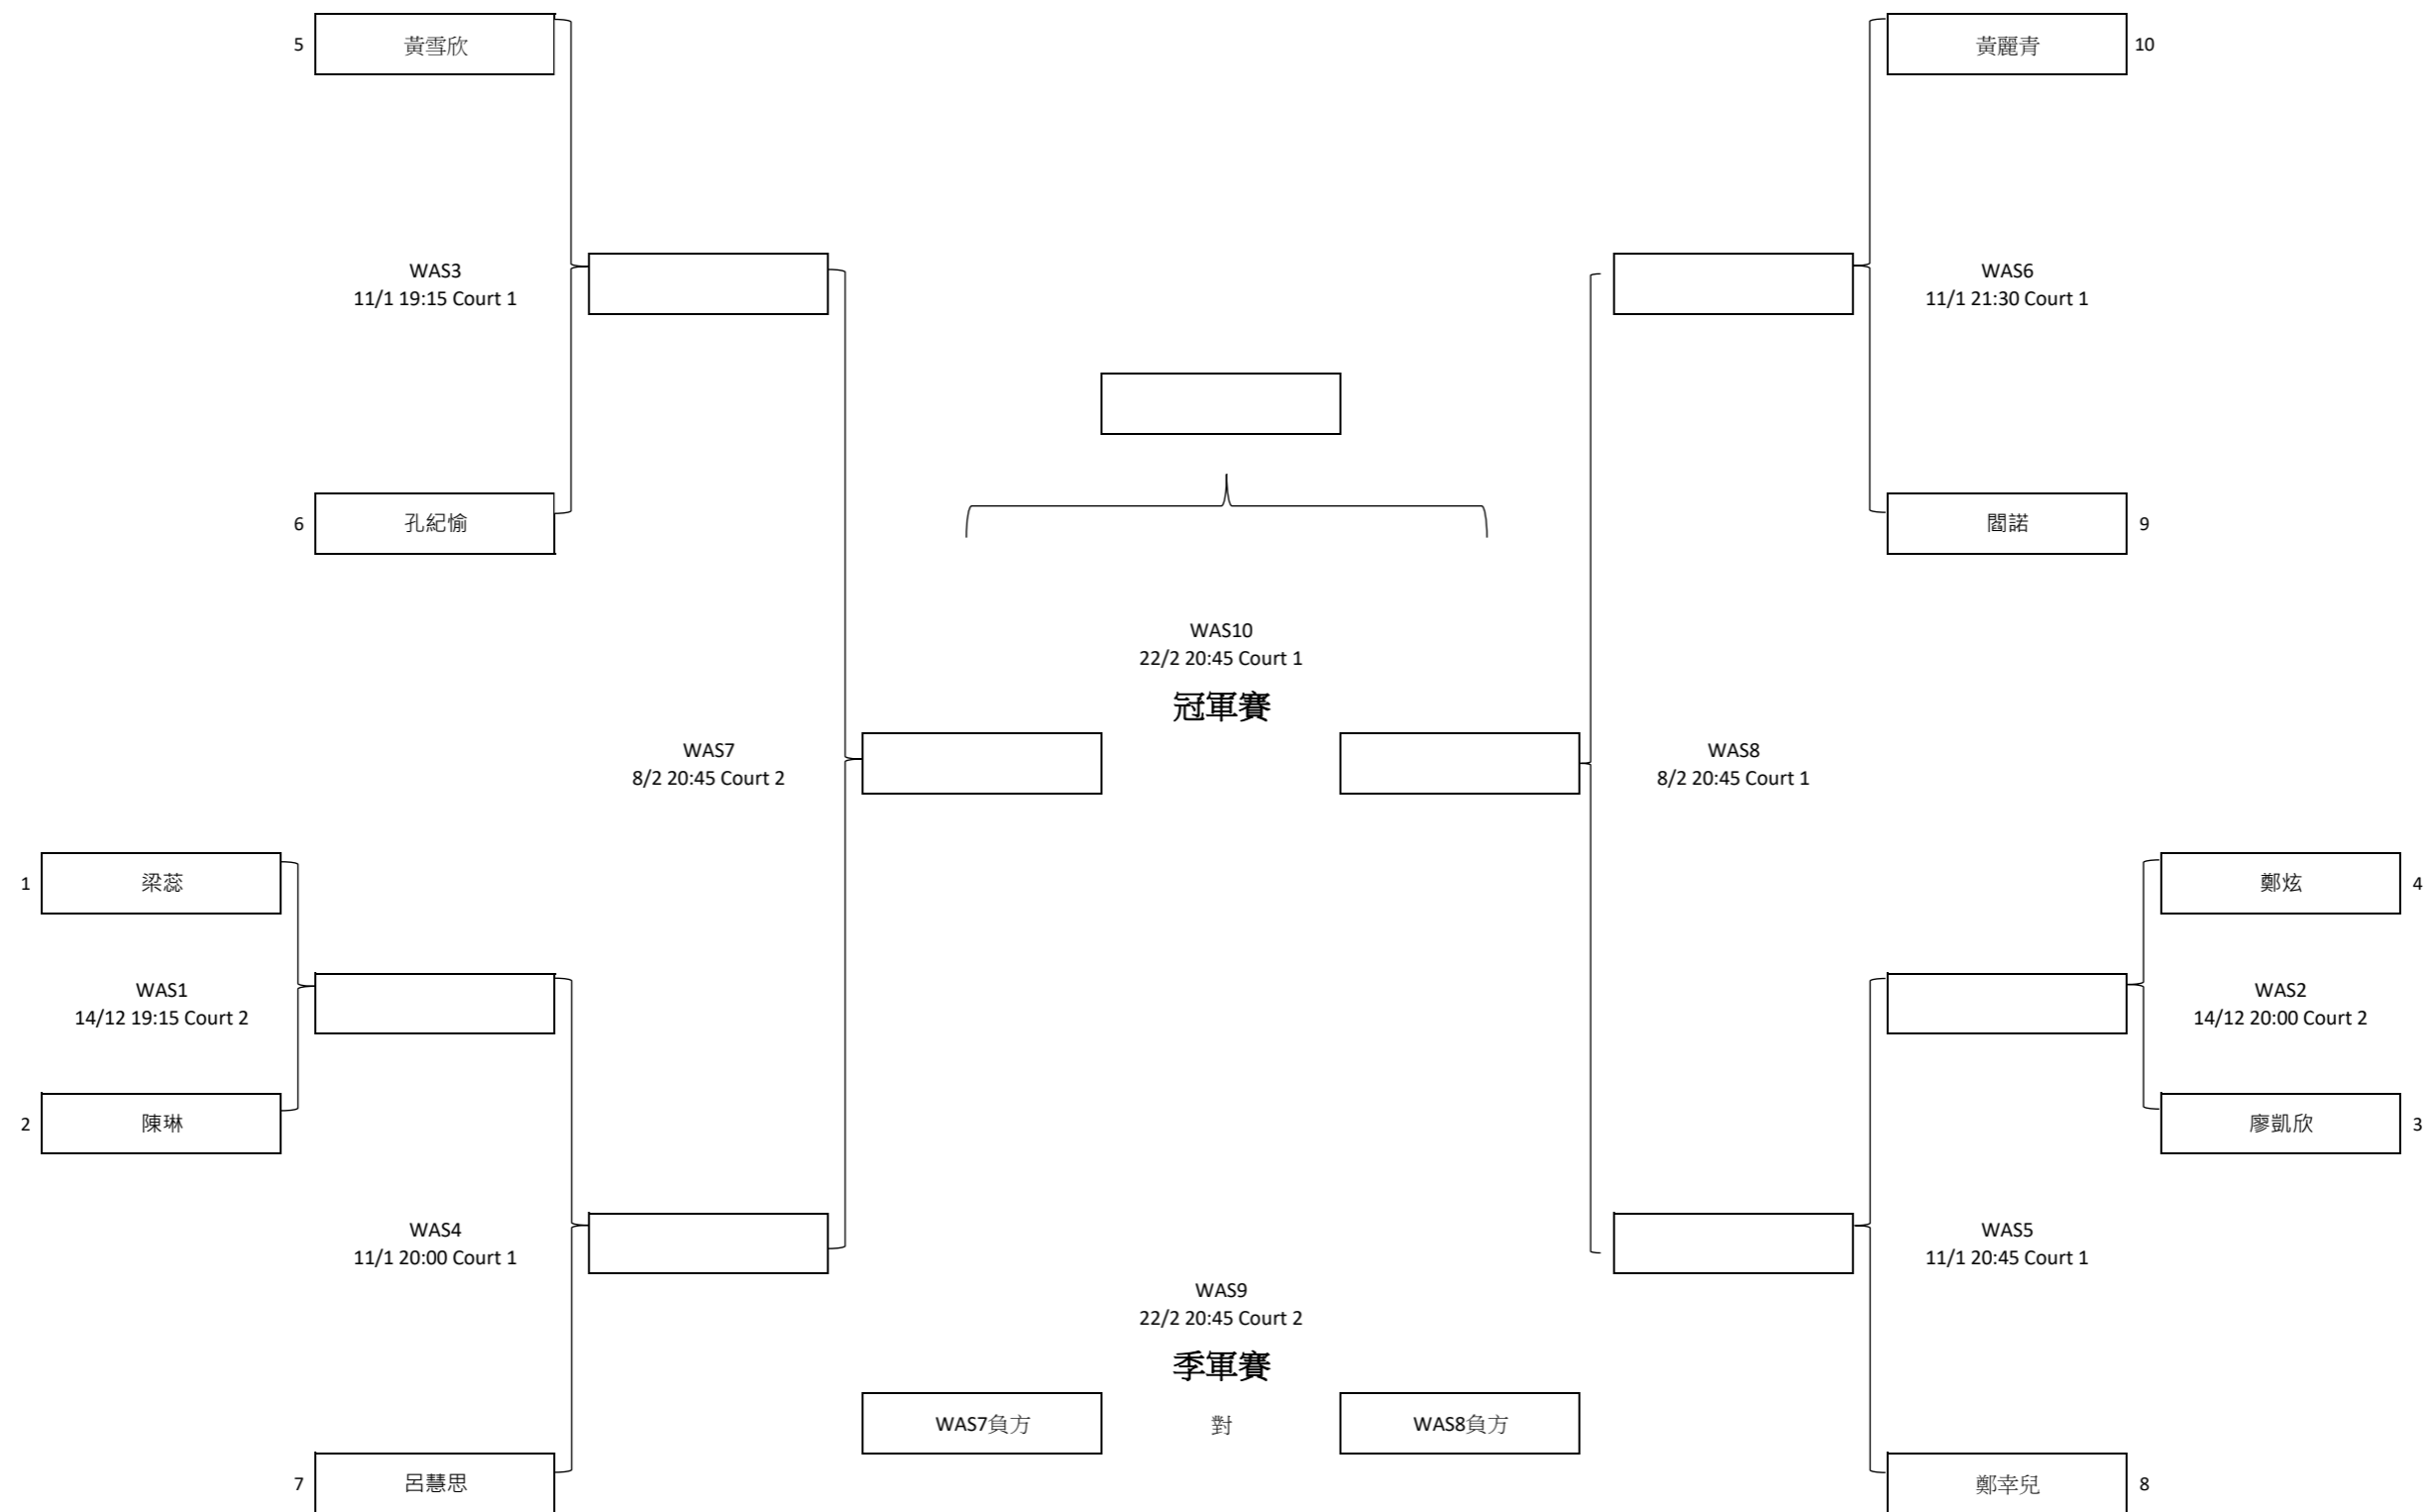 5 黃雪欣
黃麗青 10
WAS3
11/1 19:15 Court 1
WAS6
11/1 21:30 Court 1
6 孔紀愉
閻諾 9
WAS10
22/2 20:45 Court 1
冠軍賽
WAS7
8/2 20:45 Court 2
WAS8
8/2 20:45 Court 1
1 梁蕊
鄭炫 4
WAS1
14/12 19:15 Court 2
WAS2
14/12 20:00 Court 2
2 陳琳
廖凱欣 3
WAS4
11/1 20:00 Court 1
WAS5
11/1 20:45 Court 1
WAS9
22/2 20:45 Court 2
季軍賽
WAS7負方 對 WAS8負方
7 呂慧思
鄭幸兒 8